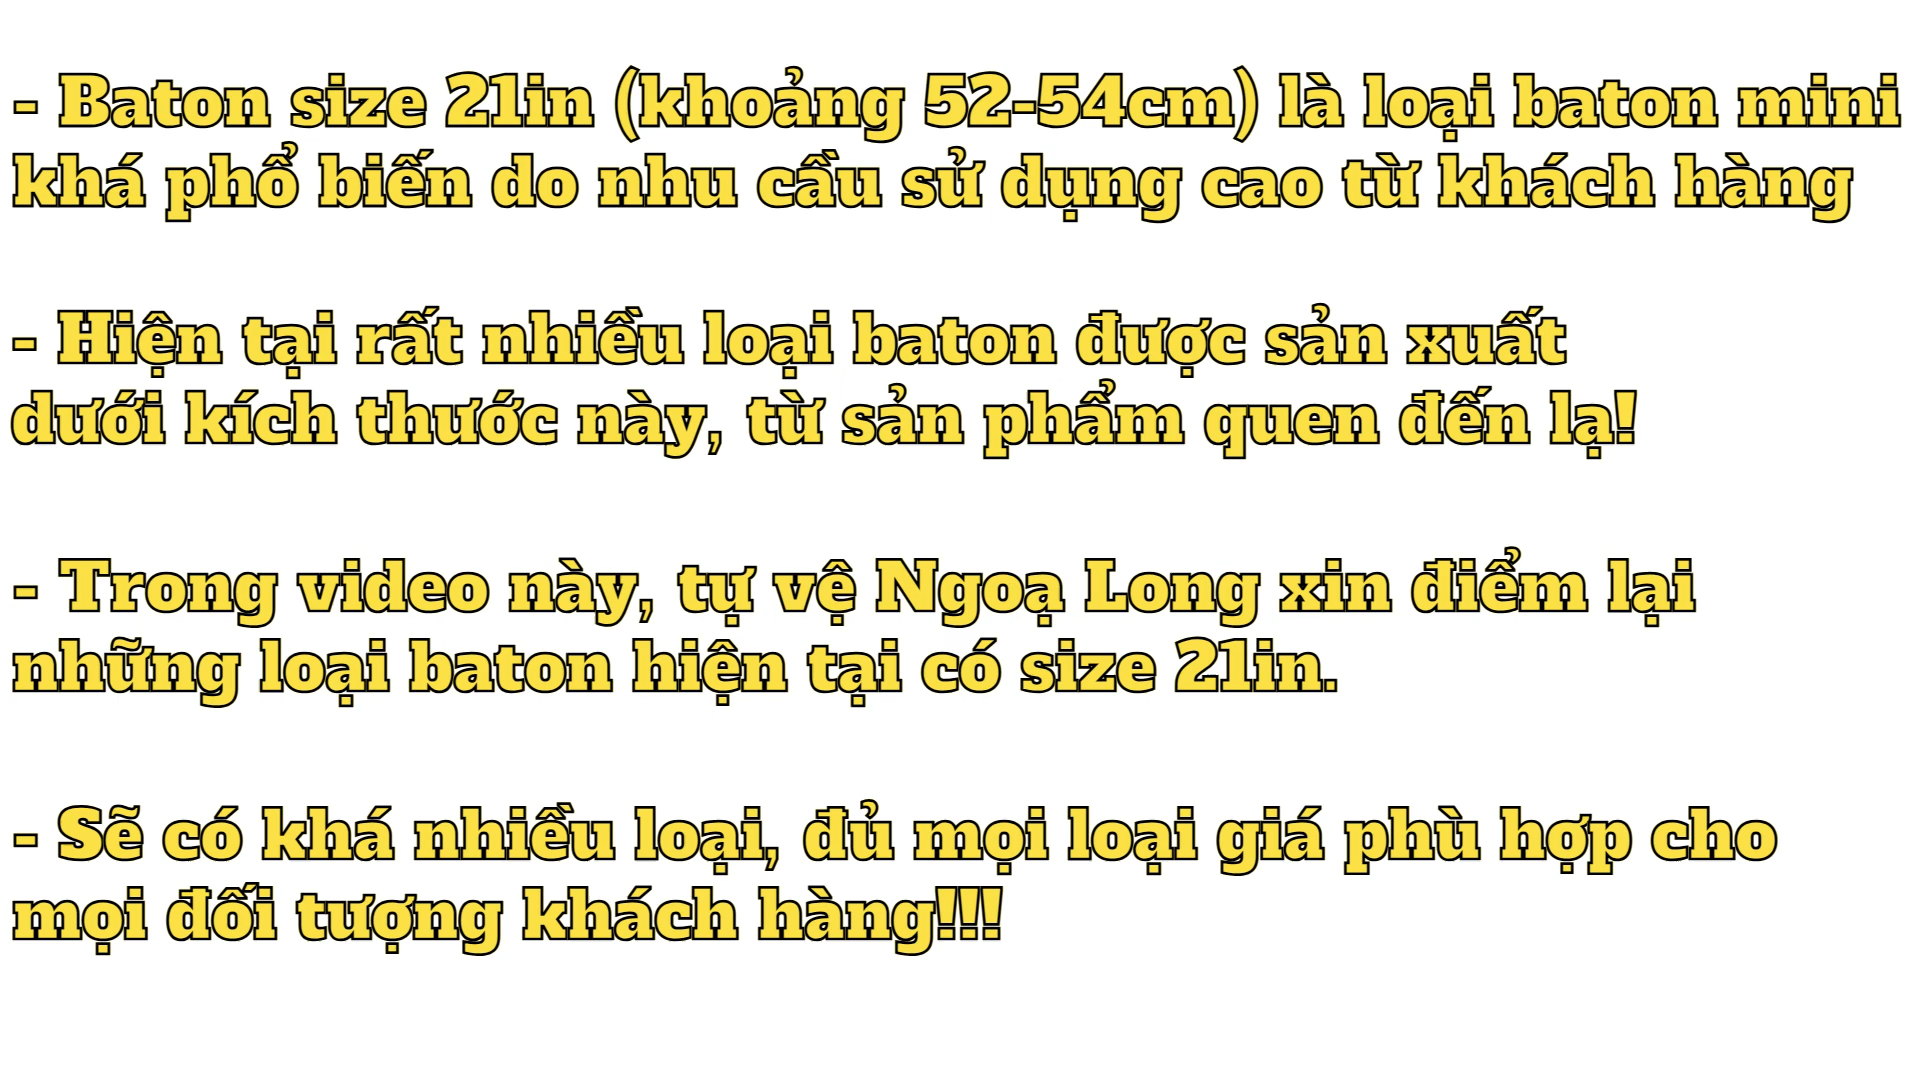 - Baton size 21in (khoảng 52-54cm) là loại baton mini
khá phổ biến do nhu cầu sử dụng cao từ khách hàng
- Hiện tại rất nhiều loại baton được sản xuất
dưới kích thước này, từ sản phẩm quen đến lạ!
- Trong video này, tự vệ Ngoạ Long xin điểm lại
những loại baton hiện tại có size 21in.
- Sẽ có khá nhiều loại, đủ mọi loại giá phù hợp cho
mọi đối tượng khách hàng!!!